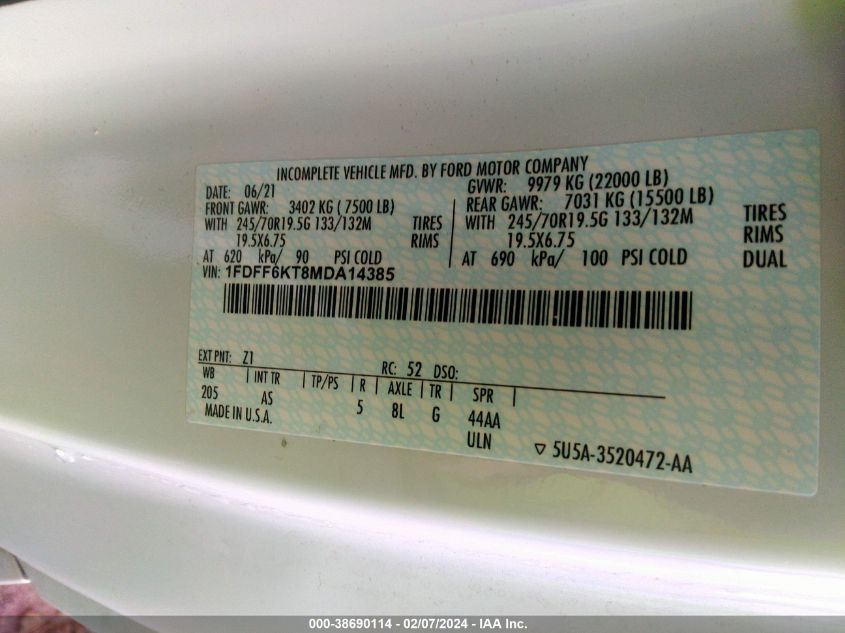 INCOMPLETE VEHICLE MFD. BY FORD MOTOR COMPANY
DATE: 06/21 GVWR: 9979 KG (22000 LB)
FRONT GAWR: 3402 KG ( 7500 LB) REAR GAWR: 7031 KG (15500 LB)
WITH 245/70R19.5G 133/132M TIRES WITH 245/70R19.5G 133/132M TIRES
19.5X6.75 RIMS 19.5X6.75 RIMS
AT 620 kPa/ 90 PSI COLD AT 690 kPa/ 100 PSI COLD DUAL
VIN: 1FDFF6KT8MDA14385
EXT PNT: Z1 RC: 52 DSO:
WB INT TR TP/PS R AXLE TR SPR
205 AS 5 8L G 44AA
MADE IN U.S.A. ULN
5U5A-3520472-AA
000-38690114 - 02/07/2024 - IAA Inc.